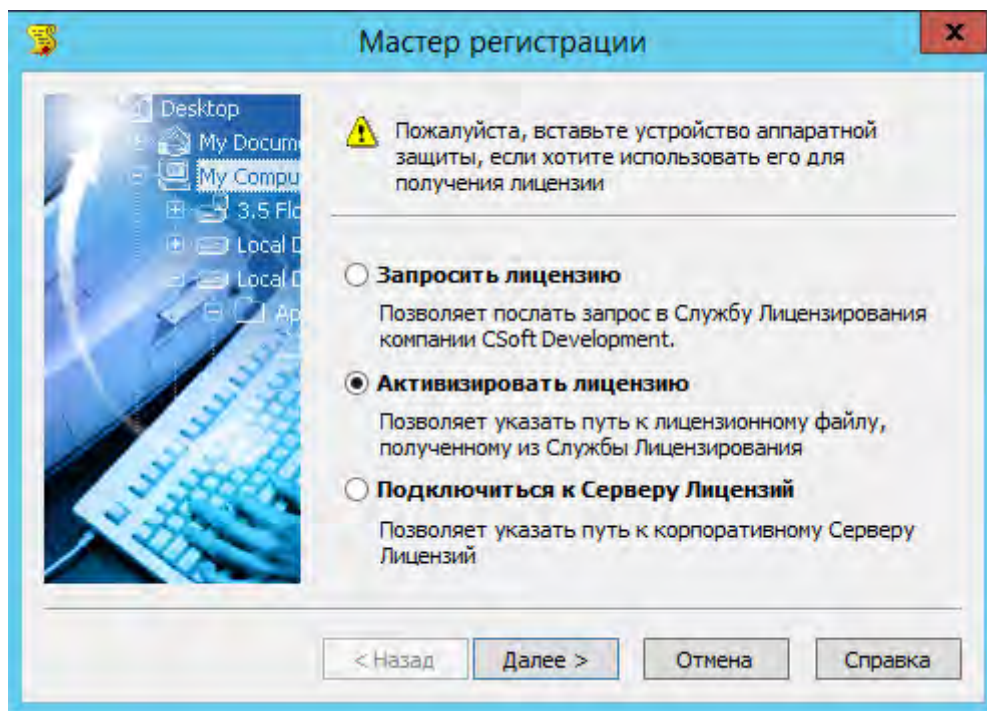 Мастер регистрации
x
Desktop
My Docum
My Compu
3.5 Flo
Local D
Local D
Ap
Пожалуйста, вставьте устройство аппаратной
защиты, если хотите использовать его для
получения лицензии
Запросить лицензию
Позволяет послать запрос в Службу Лицензирования
компании CSoft Development.
Активизировать лицензию
Позволяет указать путь к лицензионному файлу,
полученному из Службы Лицензирования
Подключиться к Серверу Лицензий
Позволяет указать путь к корпоративному Серверу
Лицензий
< Назад
Далее >
Отмена
Справка